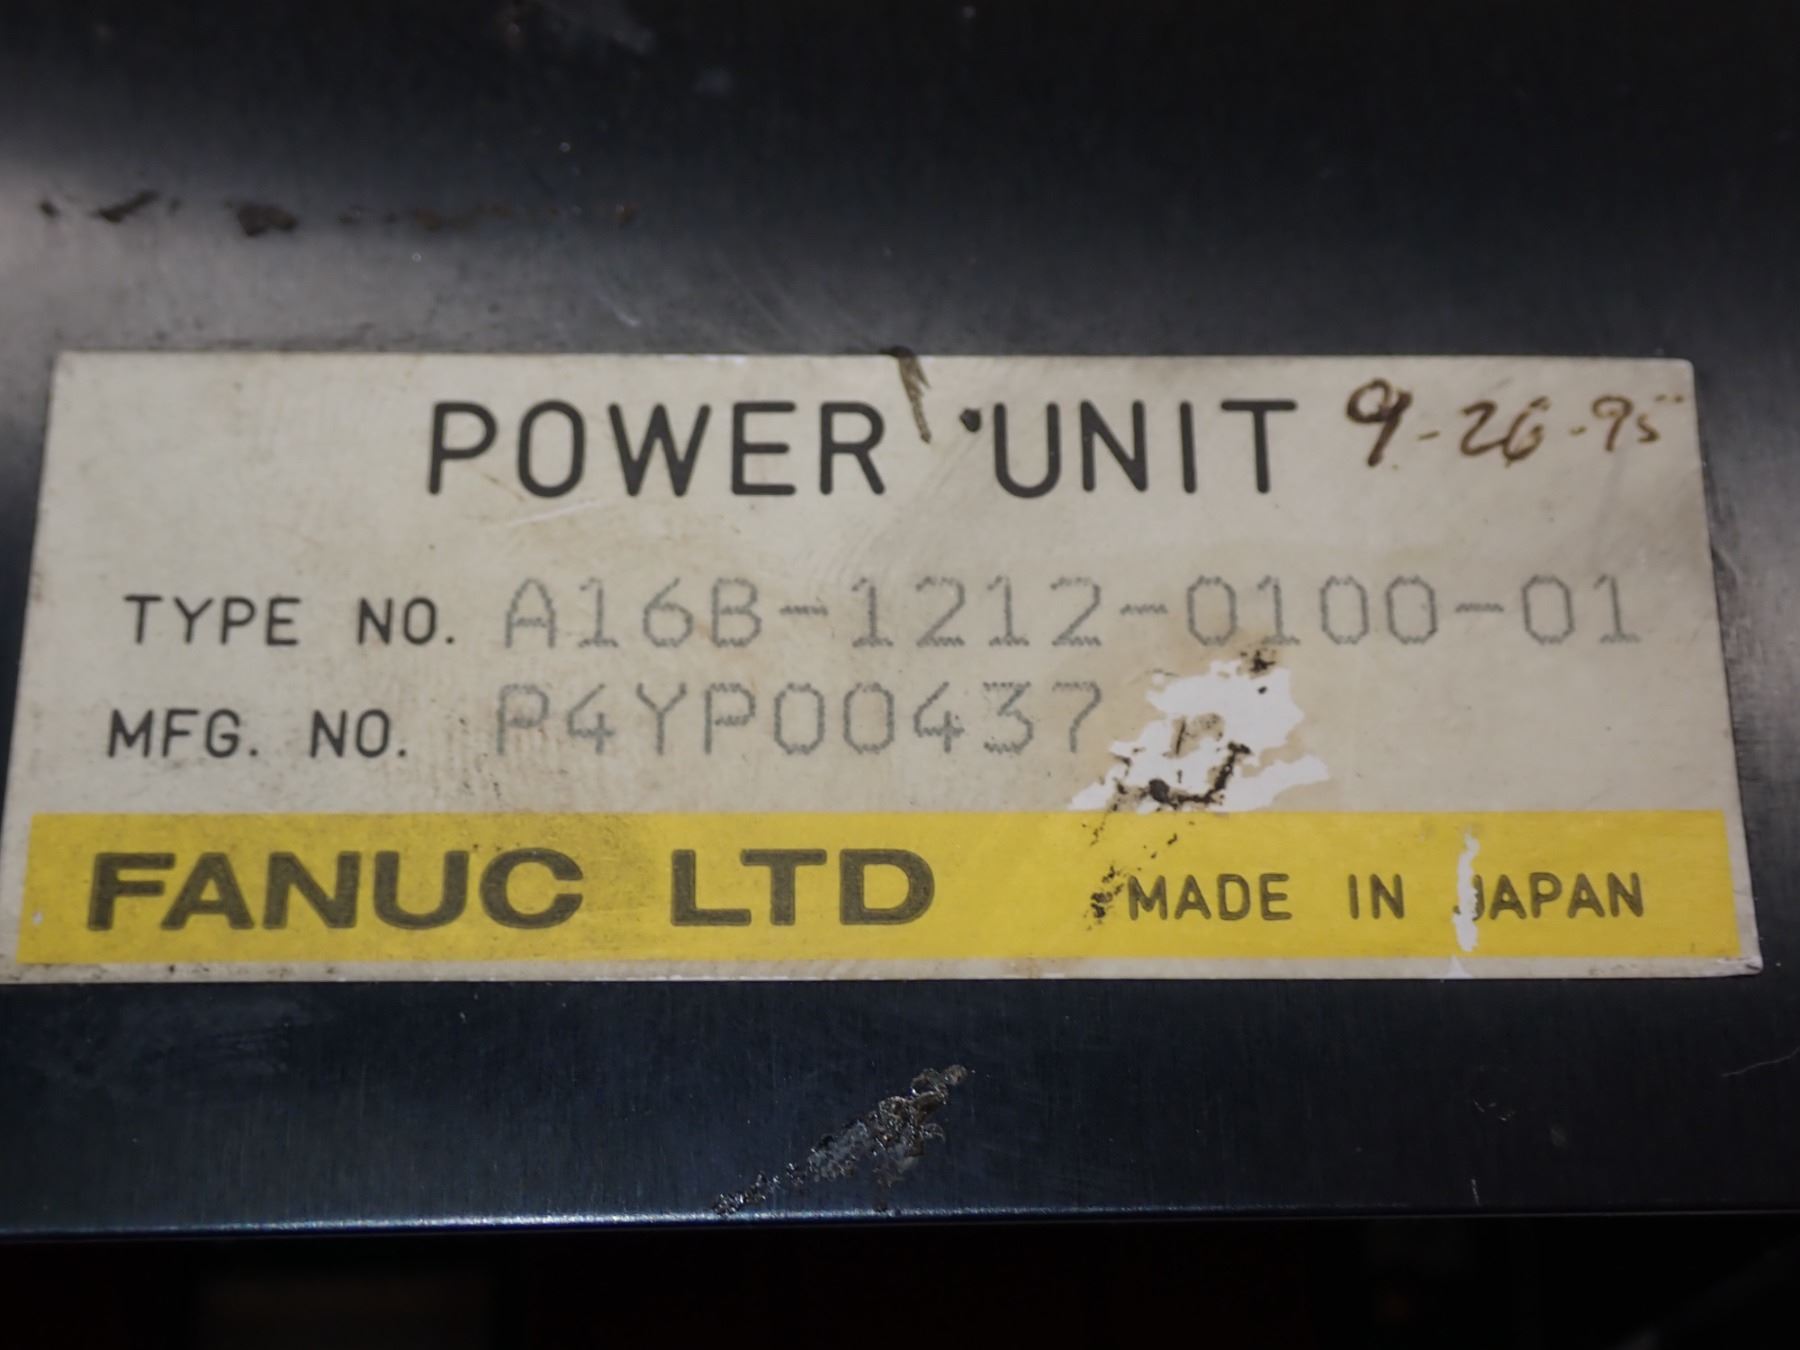 POWER UNIT 9-26-95
TYPE NO. A16B-1212-0100-01
MFG. NO. P4YP00437
FANUC LTD MADE IN JAPAN